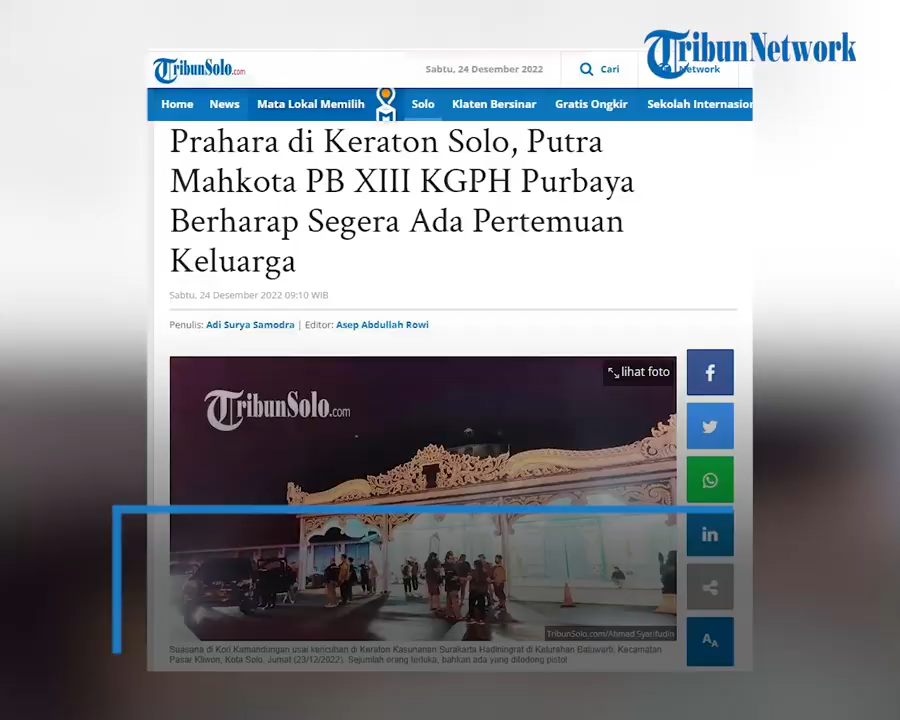 TribunNetwork
TribunSolo.com
Sabtu, 24 Desember 2022
Cari
Network
Home News Mata Lokal Memilih Solo Klaten Bersinar Gratis Ongkir Sekolah Internasion
Prahara di Keraton Solo, Putra
Mahkota PB XIII KGPH Purbaya
Berharap Segera Ada Pertemuan
Keluarga
Sabtu, 24 Desember 2022 09:10 WIB
Penulis: Adi Surya Samodra | Editor: Asep Abdullah Rowi
lihat foto
TribunSolo.com
TribunSolo.com/Ahmad Syarifudin
Suasana di Kori Kamandungan usai kericuhan di Keraton Kasunanan Surakarta Hadiningrat di Kelurahan Baluwarti, Kecamatan
Pasar Kliwon, Kota Solo, Jumat (23/12/2022). Sejumlah orang terluka, bahkan ada yang ditodong pistol